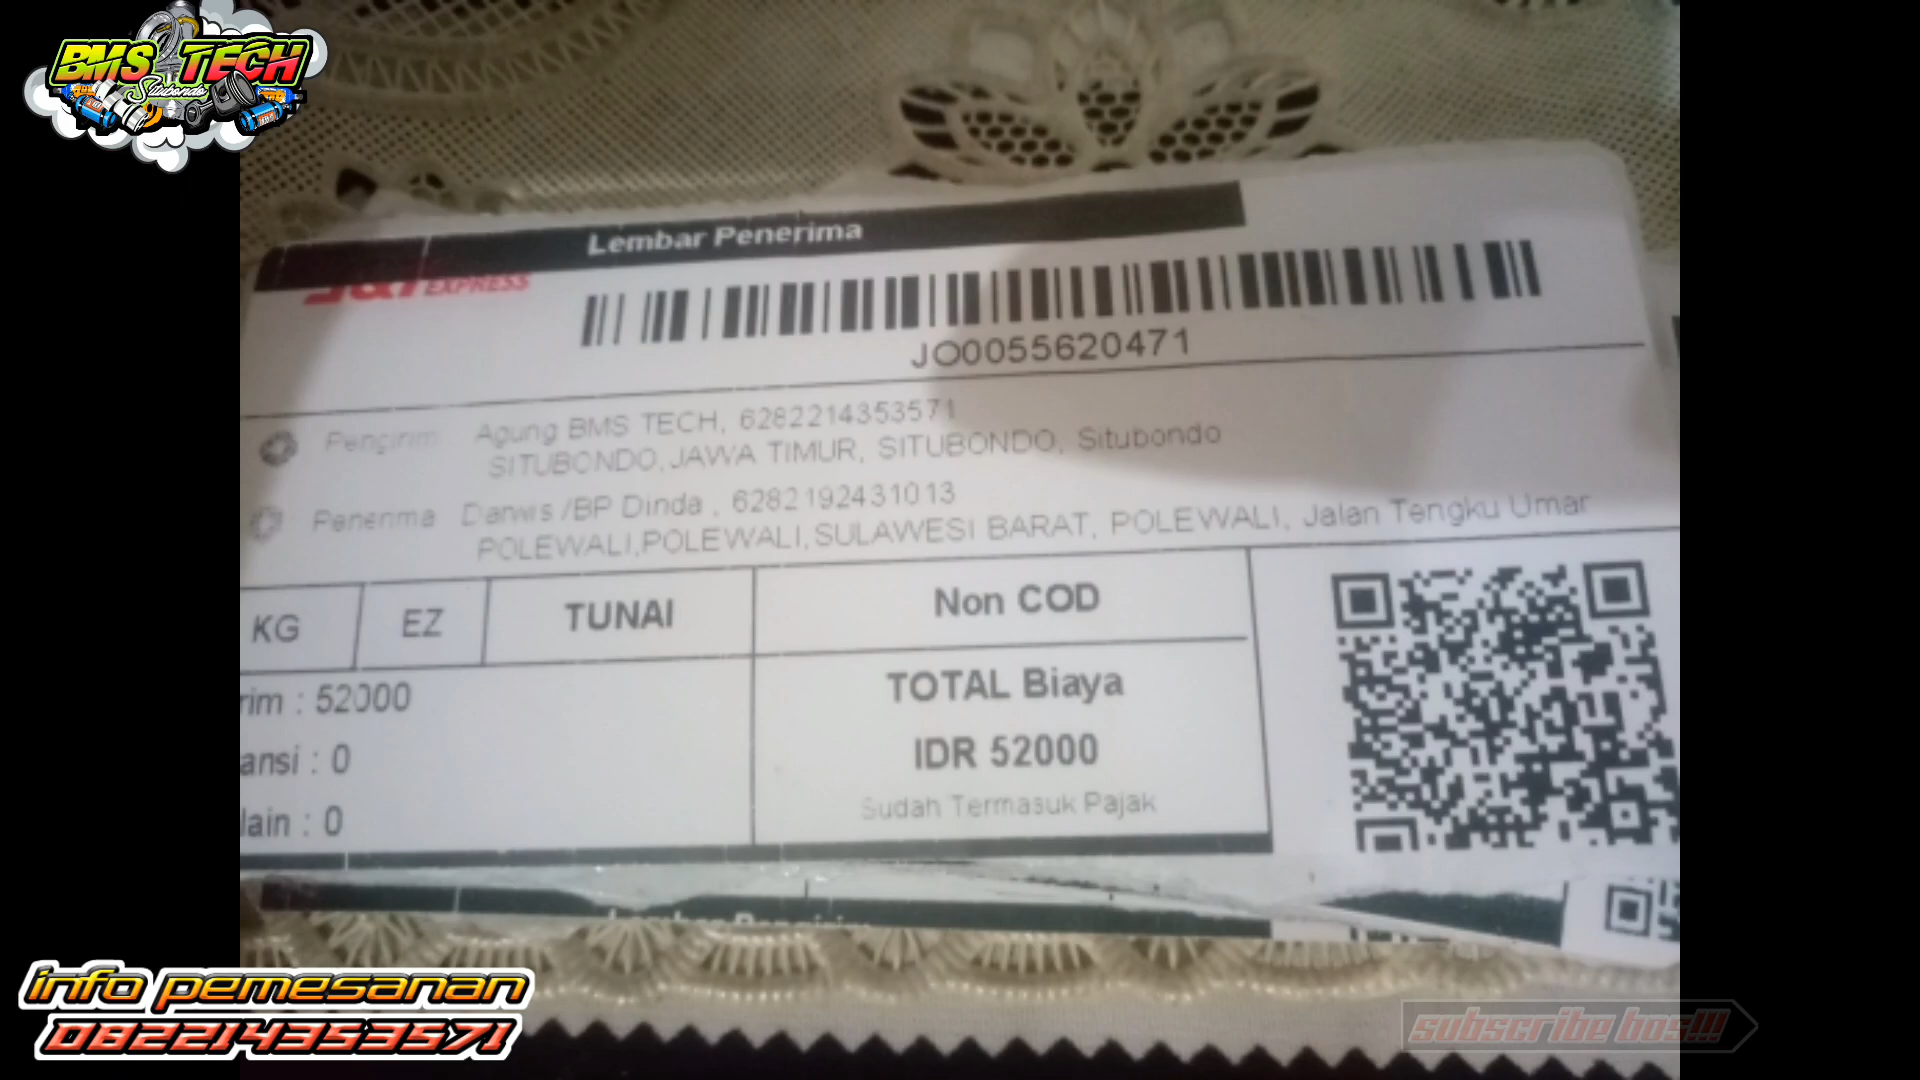 BMS TECH
Situbondo
Lembar Penerima
J&T EXPRESS
JO0055620471
Pengirim Agung BMS TECH, 6282214353571
SITUBONDO,JAWA TIMUR, SITUBONDO, Situbondo
Penerima Darwis /BP Dinda , 6282192431013
POLEWALI,POLEWALI,SULAWESI BARAT, POLEWALI, Jalan Tengku Umar
KG EZ TUNAI Non COD
rim : 52000
TOTAL Biaya
ansi : 0
IDR 52000
lain : 0
Sudah Termasuk Pajak
Lembar Pengirim
info pemesanan
082214353571
subscribe bos!!!